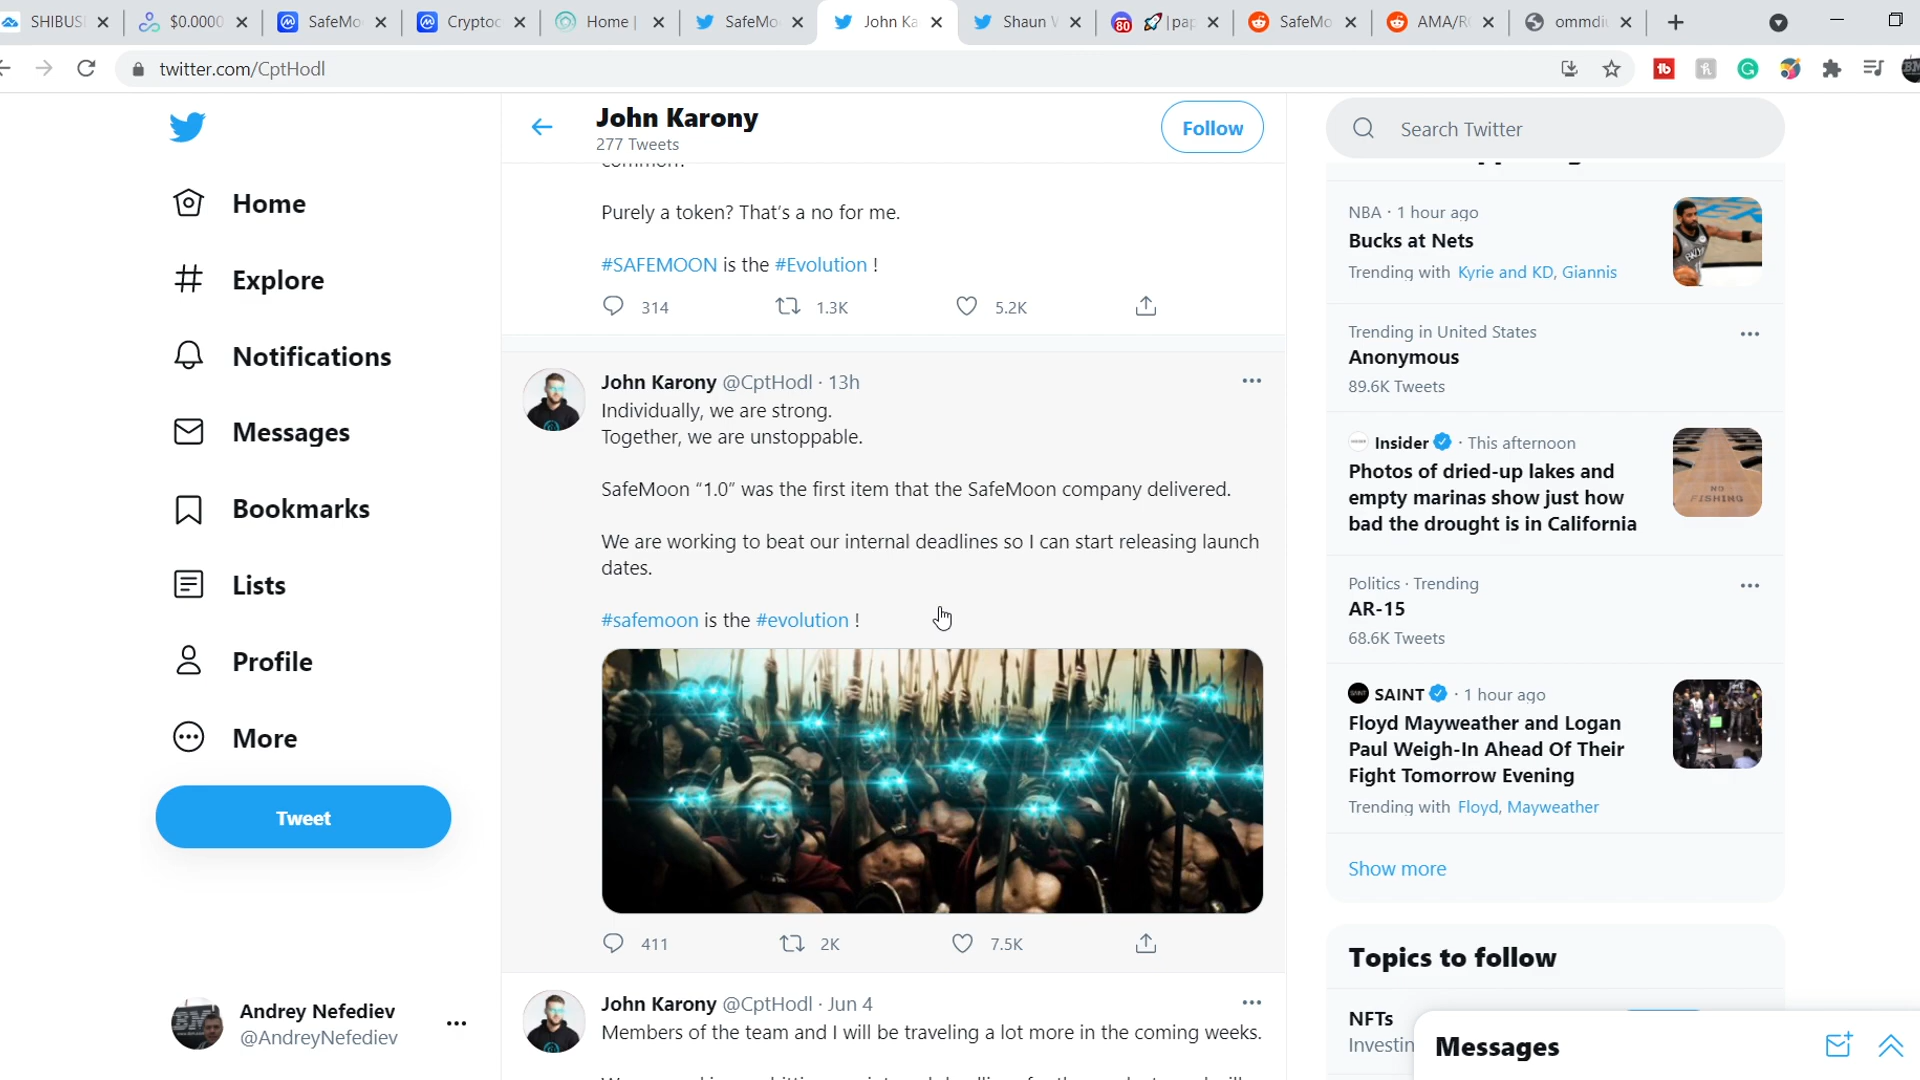 SHIBUSI
$0.0000
SafeMo
Cryptoc
Home |
SafeMo
John Ka
Shaun
80
pap
SafeMo
AMA/R
ommdi
twitter.com/CptHodl
John Karony
277 Tweets
Follow
Search Twitter
Home
Explore
Notifications
Messages
Bookmarks
Lists
Profile
More
Tweet
Andrey Nefediev
@AndreyNefediev
common?
Purely a token? That's a no for me.
#SAFEMOON is the #Evolution !
314
1.3K
5.2K
John Karony @CptHodl · 13h
Individually, we are strong.
Together, we are unstoppable.
SafeMoon “1.0” was the first item that the SafeMoon company delivered.
We are working to beat our internal deadlines so I can start releasing launch
dates.
#safemoon is the #evolution !
411
2K
7.5K
John Karony @CptHodl · Jun 4
Members of the team and I will be traveling a lot more in the coming weeks.
NBA · 1 hour ago
Bucks at Nets
Trending with Kyrie and KD, Giannis
Trending in United States
Anonymous
89.6K Tweets
Insider · This afternoon
Photos of dried-up lakes and
empty marinas show just how
bad the drought is in California
NO
FISHING
Politics · Trending
AR-15
68.6K Tweets
SAINT · 1 hour ago
Floyd Mayweather and Logan
Paul Weigh-In Ahead Of Their
Fight Tomorrow Evening
Trending with Floyd, Mayweather
Show more
Topics to follow
NFTs
Investin
Messages